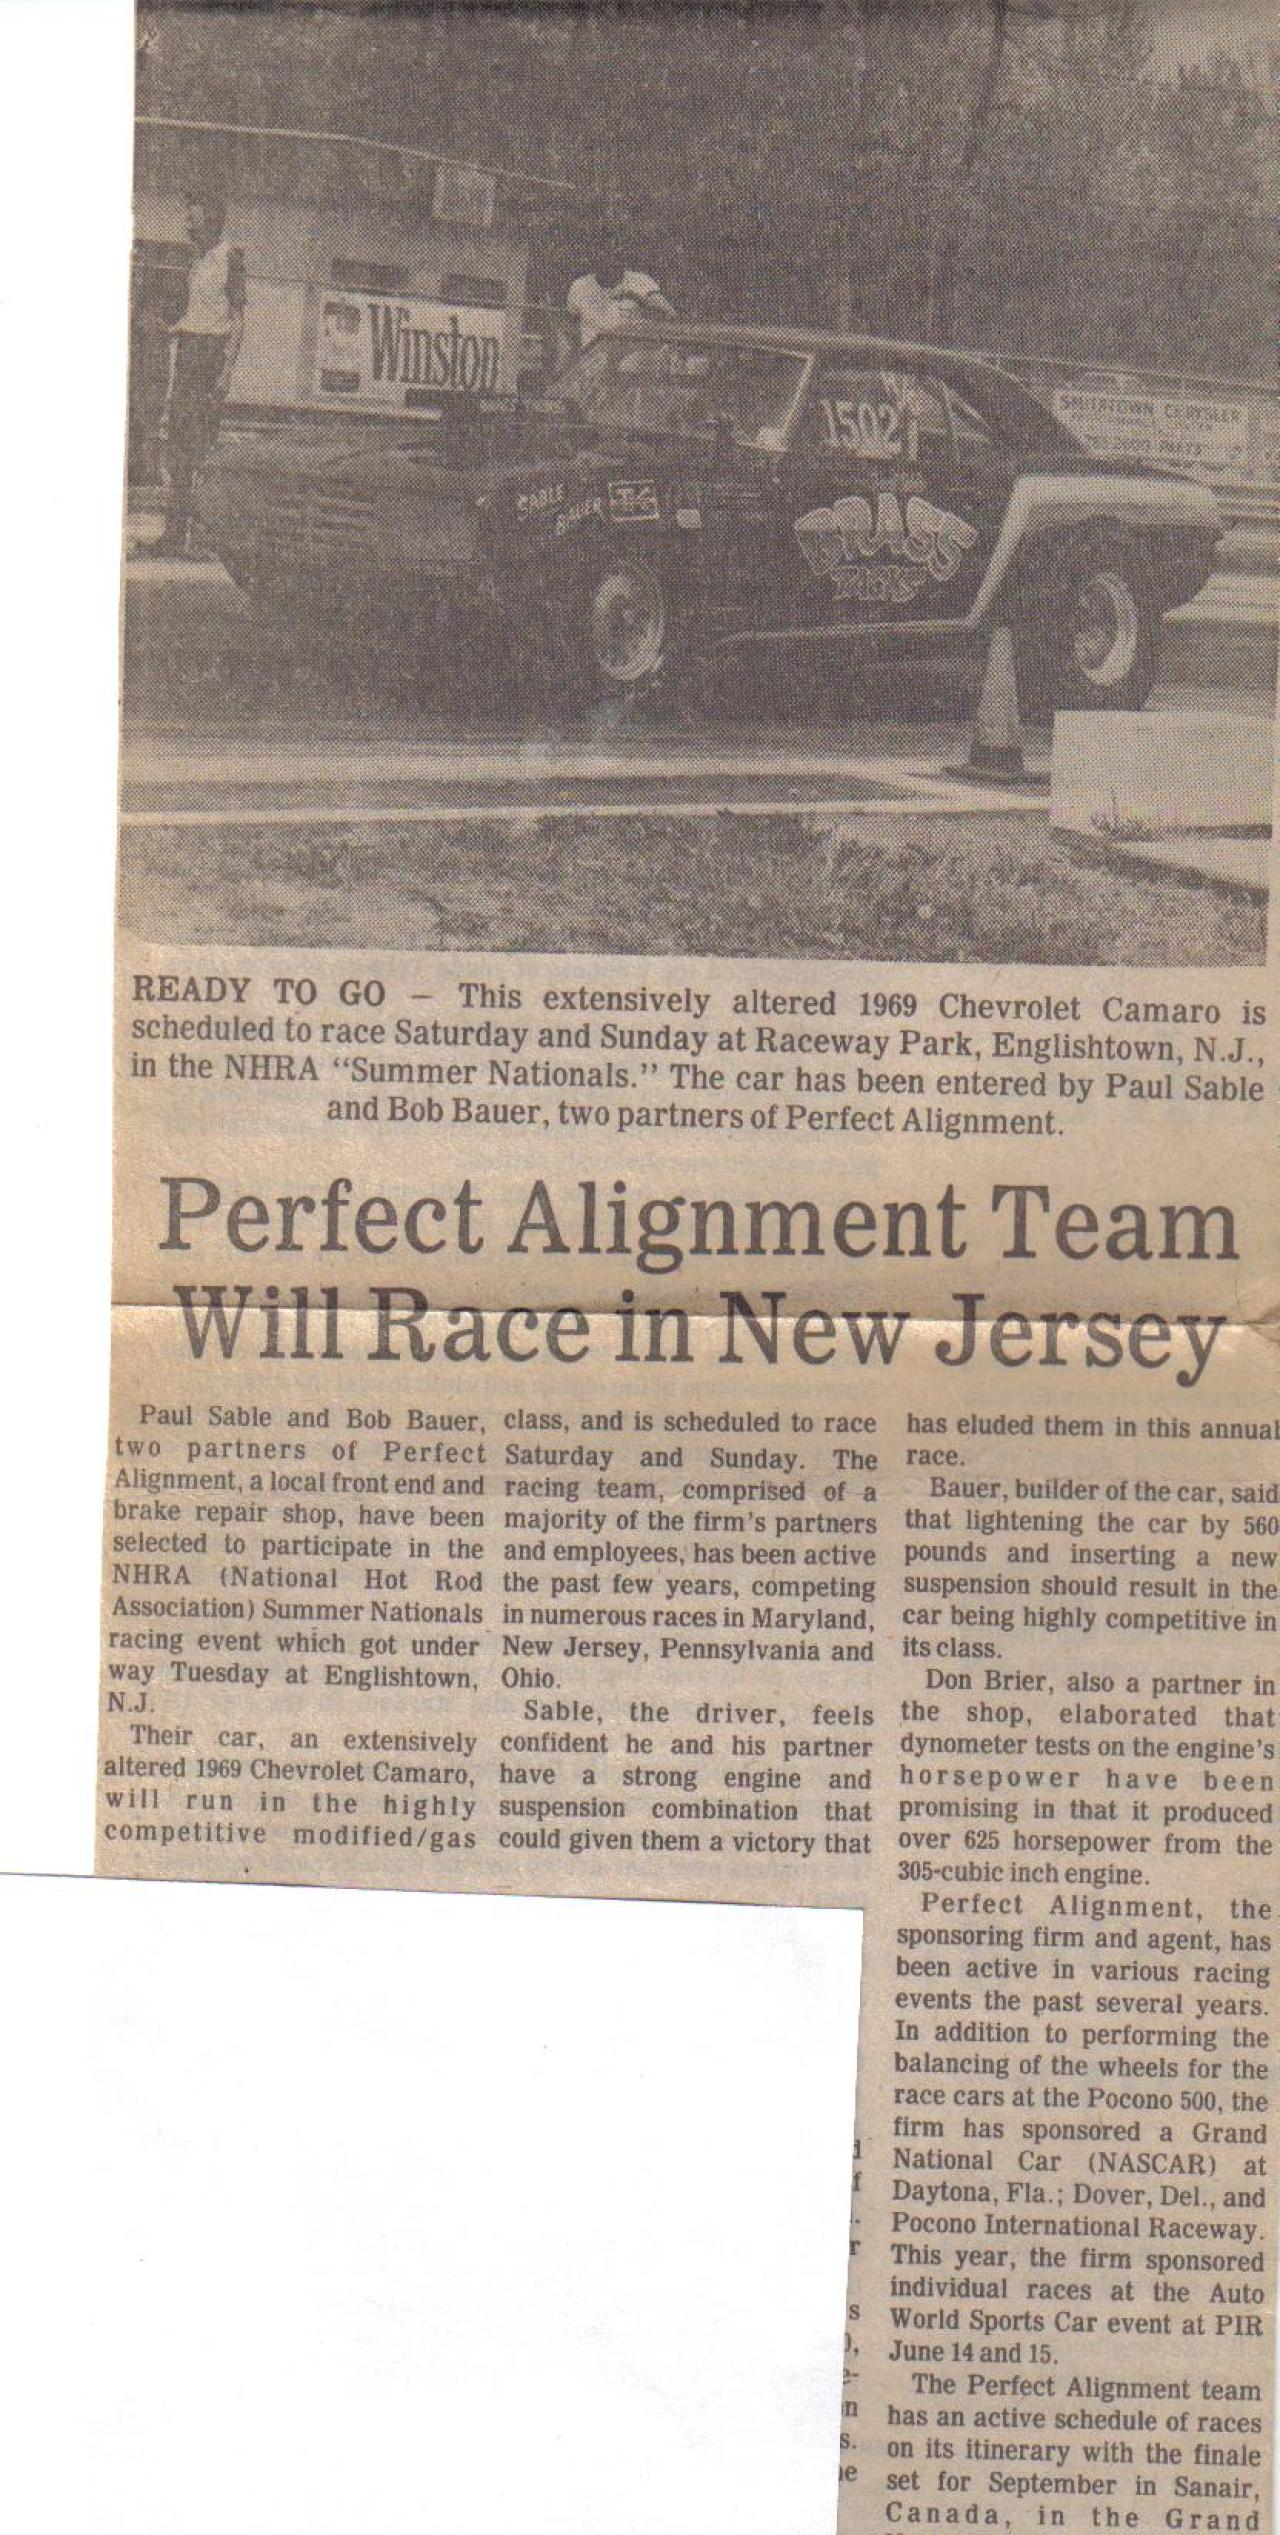 Winston
15021
SABLE
BAUER
GRASS
SMITHTOWN CHRYSLER
READY TO GO — This extensively altered 1969 Chevrolet Camaro is
scheduled to race Saturday and Sunday at Raceway Park, Englishtown, N.J.,
in the NHRA “Summer Nationals.” The car has been entered by Paul Sable
and Bob Bauer, two partners of Perfect Alignment.
Perfect Alignment Team
Will Race in New Jersey
Paul Sable and Bob Bauer,
two partners of Perfect
Alignment, a local front end and
brake repair shop, have been
selected to participate in the
NHRA (National Hot Rod
Association) Summer Nationals
racing event which got under
way Tuesday at Englishtown,
N.J.
Their car, an extensively
altered 1969 Chevrolet Camaro,
will run in the highly
competitive modified/gas
class, and is scheduled to race
Saturday and Sunday. The
racing team, comprised of a
majority of the firm’s partners
and employees, has been active
the past few years, competing
in numerous races in Maryland,
New Jersey, Pennsylvania and
Ohio.
Sable, the driver, feels
confident he and his partner
have a strong engine and
suspension combination that
could given them a victory that
has eluded them in this annual
race.
Bauer, builder of the car, said
that lightening the car by 560
pounds and inserting a new
suspension should result in the
car being highly competitive in
its class.
Don Brier, also a partner in
the shop, elaborated that
dynometer tests on the engine’s
horsepower have been
promising in that it produced
over 625 horsepower from the
305-cubic inch engine.
Perfect Alignment, the
sponsoring firm and agent, has
been active in various racing
events the past several years.
In addition to performing the
balancing of the wheels for the
race cars at the Pocono 500, the
firm has sponsored a Grand
National Car (NASCAR) at
Daytona, Fla.; Dover, Del., and
Pocono International Raceway.
This year, the firm sponsored
individual races at the Auto
World Sports Car event at PIR
June 14 and 15.
The Perfect Alignment team
has an active schedule of races
on its itinerary with the finale
set for September in Sanair,
Canada, in the Grand